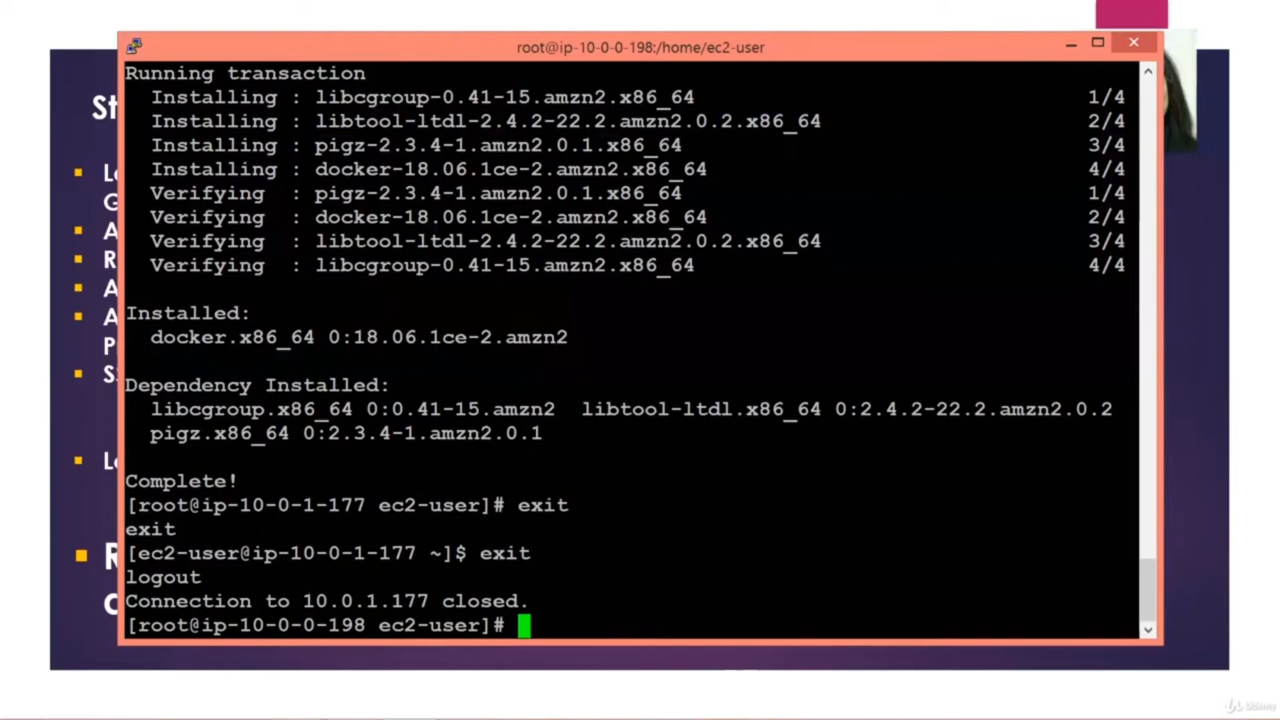 root@ip-10-0-0-198:/home/ec2-user
Running transaction
Installing : libcgroup-0.41-15.amzn2.x86_64 1/4
Installing : libtool-ltdl-2.4.2-22.2.amzn2.0.2.x86_64 2/4
Installing : pigz-2.3.4-1.amzn2.0.1.x86_64 3/4
Installing : docker-18.06.1ce-2.amzn2.x86_64 4/4
Verifying : pigz-2.3.4-1.amzn2.0.1.x86_64 1/4
Verifying : docker-18.06.1ce-2.amzn2.x86_64 2/4
Verifying : libtool-ltdl-2.4.2-22.2.amzn2.0.2.x86_64 3/4
Verifying : libcgroup-0.41-15.amzn2.x86_64 4/4
Installed:
docker.x86_64 0:18.06.1ce-2.amzn2
Dependency Installed:
libcgroup.x86_64 0:0.41-15.amzn2 libtool-ltdl.x86_64 0:2.4.2-22.2.amzn2.0.2
pigz.x86_64 0:2.3.4-1.amzn2.0.1
Complete!
[root@ip-10-0-1-177 ec2-user]# exit
exit
[ec2-user@ip-10-0-1-177 ~]$ exit
logout
Connection to 10.0.1.177 closed.
[root@ip-10-0-0-198 ec2-user]#
Udemy